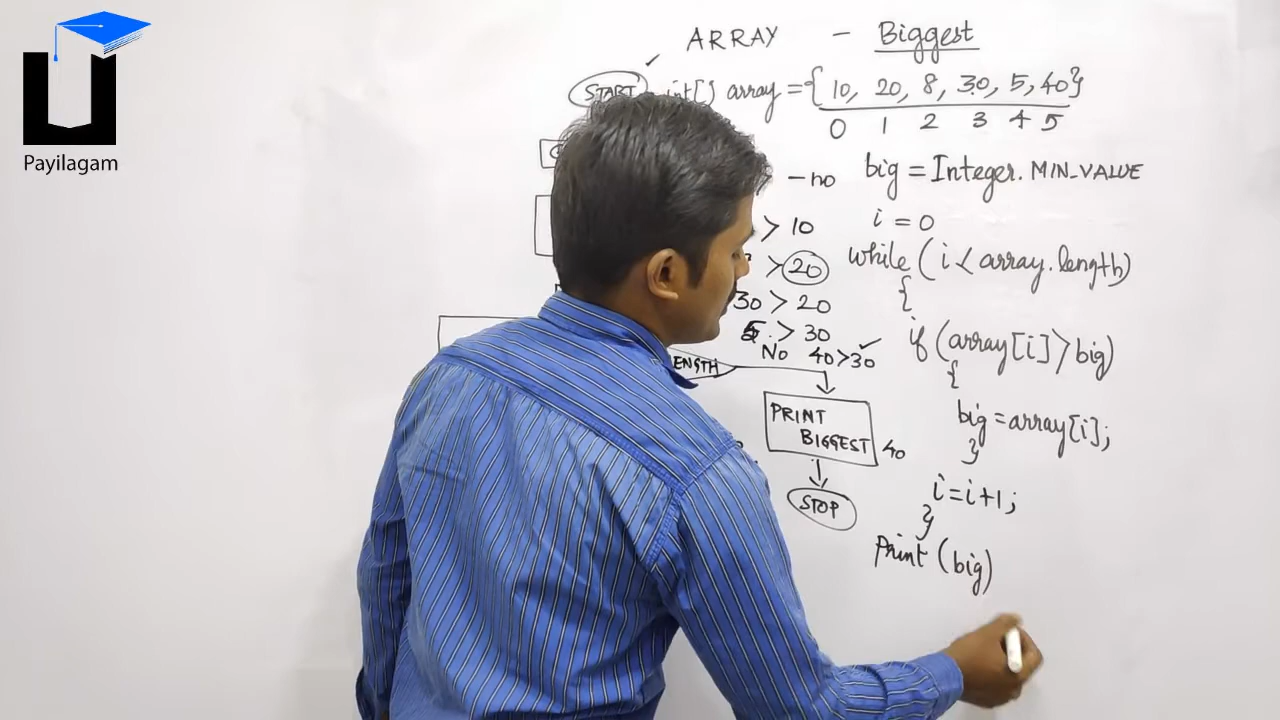 Payilagam
ARRAY - Biggest
START int[] array = {10, 20, 8, 30, 5, 40}
0 1 2 3 4 5
- no
> 10
> 20
30 > 20
5 > 30
No 40 > 30
ENGTH
PRINT
BIGGEST 40
STOP
big = Integer. MIN_VALUE
i = 0
while (i < array.length)
{
if (array[i] > big)
{
big = array[i];
}
i = i + 1;
}
Print (big)